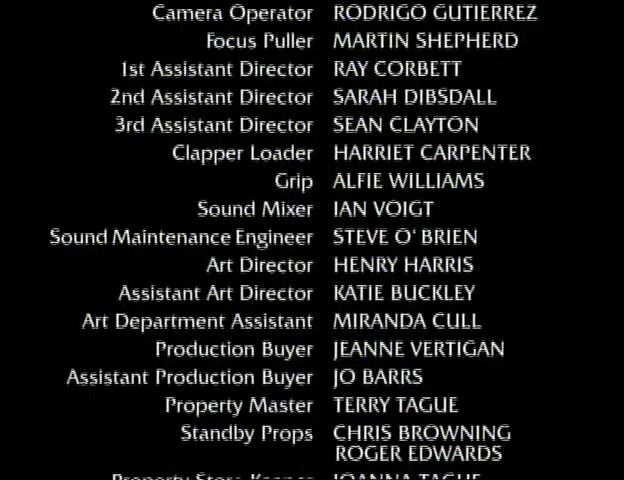 Camera Operator RODRIGO GUTIERREZ
Focus Puller MARTIN SHEPHERD
1st Assistant Director RAY CORBETT
2nd Assistant Director SARAH DIBSDALL
3rd Assistant Director SEAN CLAYTON
Clapper Loader HARRIET CARPENTER
Grip ALFIE WILLIAMS
Sound Mixer IAN VOIGT
Sound Maintenance Engineer STEVE O' BRIEN
Art Director HENRY HARRIS
Assistant Art Director KATIE BUCKLEY
Art Department Assistant MIRANDA CULL
Production Buyer JEANNE VERTIGAN
Assistant Production Buyer JO BARRS
Property Master TERRY TAGUE
Standby Props CHRIS BROWNING
ROGER EDWARDS
Property Store Keeper JOANNA TAGUE